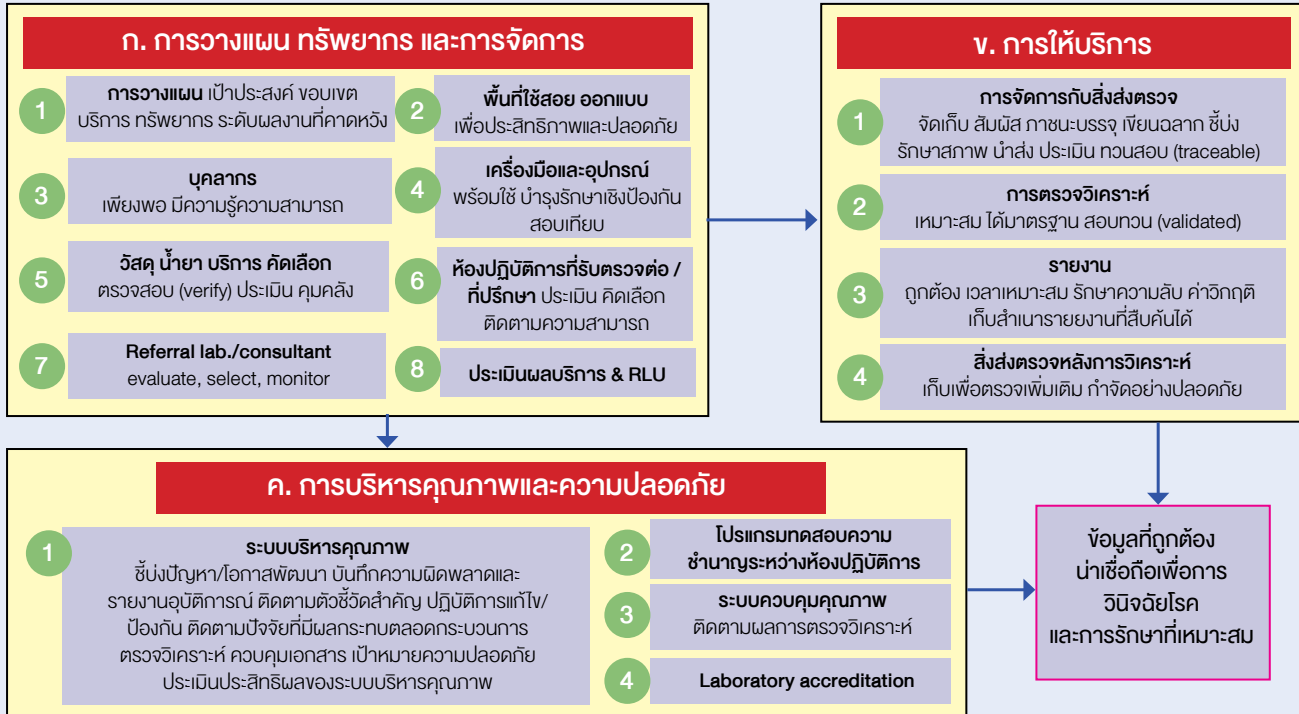 ก. การวางแผน ทรัพยากร และการจัดการ
1
การวางแผน เป้าประสงค์ ขอบเขต
บริการ ทรัพยากร ระดับผลงานที่คาดหวัง
2
พื้นที่ใช้สอย ออกแบบ
เพื่อประสิทธิภาพและปลอดภัย
3
บุคลากร
เพียงพอ มีความรู้ความสามารถ
4
เครื่องมือและอุปกรณ์
พร้อมใช้ บำรุงรักษาเชิงป้องกัน
สอบเทียบ
5
วัสดุ น้ำยา บริการ คัดเลือก
ตรวจสอบ (verify) ประเมิน คุมคลัง
6
ห้องปฏิบัติการที่รับตรวจต่อ /
ที่ปรึกษา ประเมิน คัดเลือก
ติดตามความสามารถ
7
Referral lab./consultant
evaluate, select, monitor
8
ประเมินผลบริการ & RLU
ข. การให้บริการ
1
การจัดการกับสิ่งส่งตรวจ
จัดเก็บ สัมผัส ภาชนะบรรจุ เขียนฉลาก ชี้บ่ง
รักษาสภาพ นำส่ง ประเมิน ทวนสอบ (traceable)
2
การตรวจวิเคราะห์
เหมาะสม ได้มาตรฐาน สอบทวน (validated)
3
รายงาน
ถูกต้อง เวลาเหมาะสม รักษาความลับ ค่าวิกฤติ
เก็บสำเนารายยงานที่สืบค้นได้
4
สิ่งส่งตรวจหลังการวิเคราะห์
เก็บเพื่อตรวจเพิ่มเติม กำจัดอย่างปลอดภัย
ค. การบริหารคุณภาพและความปลอดภัย
1
ระบบบริหารคุณภาพ
ชี้บ่งปัญหา/โอกาสพัฒนา บันทึกความผิดพลาดและ
รายงานอุบัติการณ์ ติดตามตัวชี้วัดสำคัญ ปฏิบัติการแก้ไข/
ป้องกัน ติดตามปัจจัยที่มีผลกระทบตลอดกระบวนการ
ตรวจวิเคราะห์ ควบคุมเอกสาร เป้าหมายความปลอดภัย
ประเมินประสิทธิผลของระบบบริหารคุณภาพ
2
โปรแกรมทดสอบความ
ชำนาญระหว่างห้องปฏิบัติการ
3
ระบบควบคุมคุณภาพ
ติดตามผลการตรวจวิเคราะห์
4
Laboratory accreditation
ข้อมูลที่ถูกต้อง
น่าเชื่อถือเพื่อการ
วินิจฉัยโรค
และการรักษาที่เหมาะสม